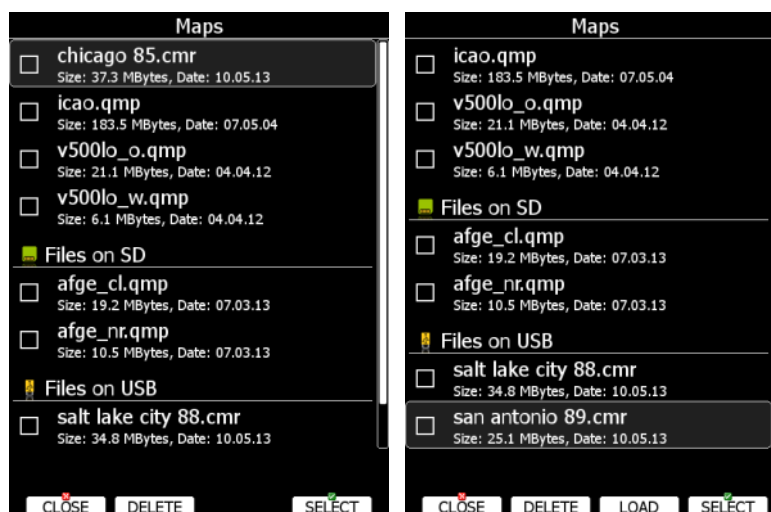 Maps
chicago 85.cmr
Size: 37.3 MBytes, Date: 10.05.13
icao.qmp
Size: 183.5 MBytes, Date: 07.05.04
v500lo_o.qmp
Size: 21.1 MBytes, Date: 04.04.12
v500lo_w.qmp
Size: 6.1 MBytes, Date: 04.04.12
Files on SD
afge_cl.qmp
Size: 19.2 MBytes, Date: 07.03.13
afge_nr.qmp
Size: 10.5 MBytes, Date: 07.03.13
Files on USB
salt lake city 88.cmr
Size: 34.8 MBytes, Date: 10.05.13
CLOSE DELETE SELECT
Maps
icao.qmp
Size: 183.5 MBytes, Date: 07.05.04
v500lo_o.qmp
Size: 21.1 MBytes, Date: 04.04.12
v500lo_w.qmp
Size: 6.1 MBytes, Date: 04.04.12
Files on SD
afge_cl.qmp
Size: 19.2 MBytes, Date: 07.03.13
afge_nr.qmp
Size: 10.5 MBytes, Date: 07.03.13
Files on USB
salt lake city 88.cmr
Size: 34.8 MBytes, Date: 10.05.13
san antonio 89.cmr
Size: 25.1 MBytes, Date: 10.05.13
CLOSE DELETE LOAD SELECT